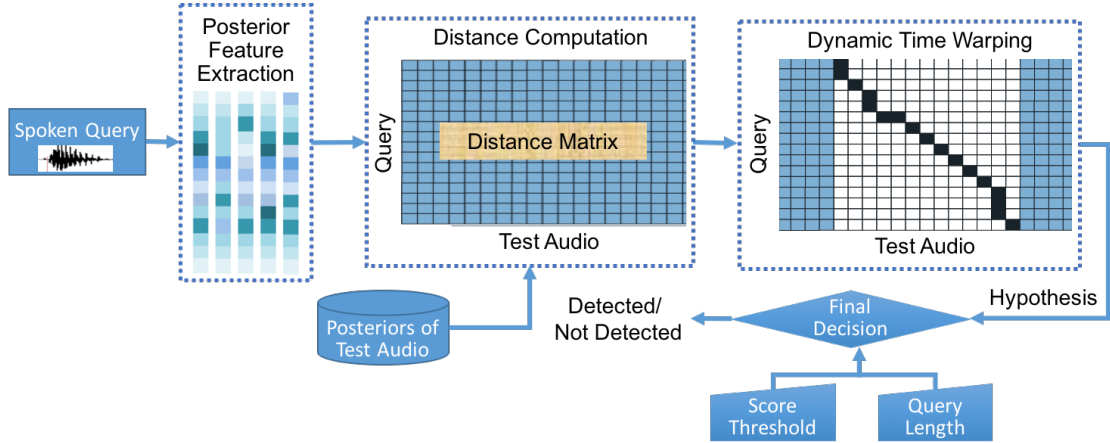 Spoken Query
Posterior
Feature
Extraction
Distance Computation
Query
Distance Matrix
Test Audio
Dynamic Time Warping
Query
Test Audio
Posteriors of
Test Audio
Detected/
Not Detected
Final
Decision
Hypothesis
Score
Threshold
Query
Length